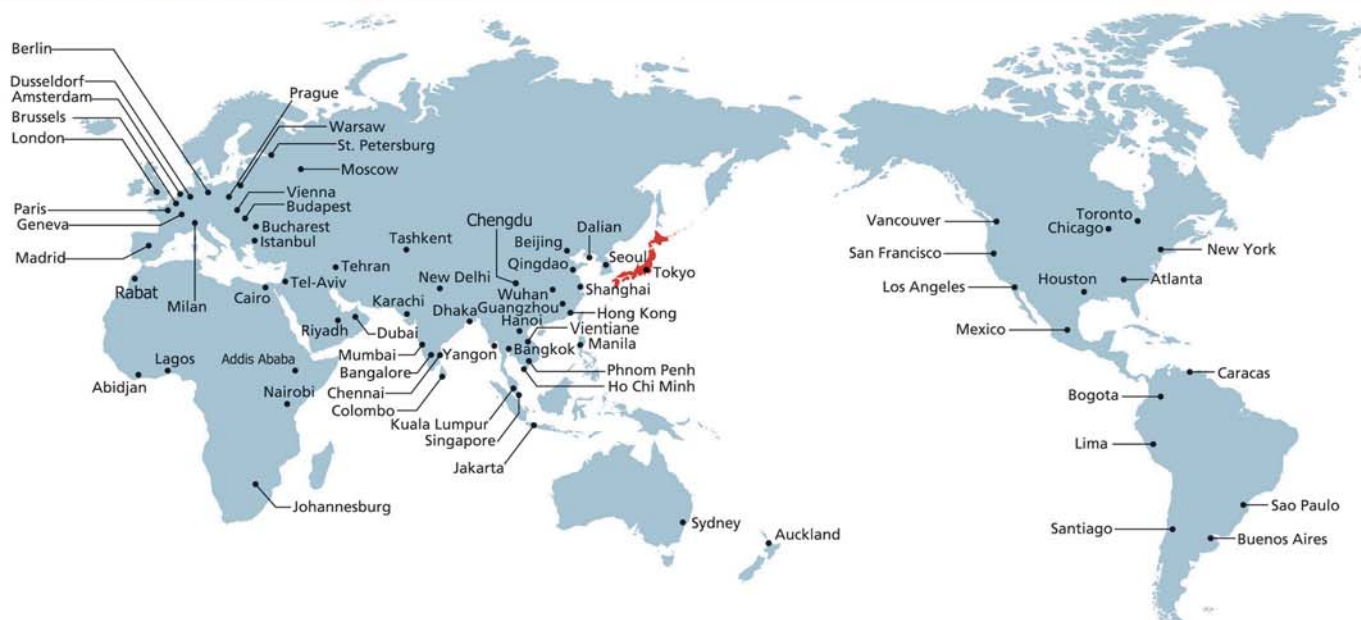 Berlin
Dusseldorf
Amsterdam
Brussels
London
Paris
Geneva
Madrid
Rabat
Milan
Prague
Warsaw
St. Petersburg
Moscow
Vienna
Budapest
Bucharest
Istanbul
Tashkent
Tehran
Tel-Aviv
Cairo
Riyadh
Dubai
Karachi
New Delhi
Dhaka
Mumbai
Bangalore
Chennai
Colombo
Yangon
Lagos
Abidjan
Addis Ababa
Nairobi
Johannesburg
Chengdu
Beijing
Dalian
Qingdao
Seoul
Tokyo
Wuhan
Shanghai
Guangzhou
Hong Kong
Hanoi
Vientiane
Bangkok
Manila
Phnom Penh
Ho Chi Minh
Kuala Lumpur
Singapore
Jakarta
Sydney
Auckland
Vancouver
San Francisco
Los Angeles
Toronto
Chicago
New York
Houston
Atlanta
Mexico
Caracas
Bogota
Lima
Sao Paulo
Santiago
Buenos Aires